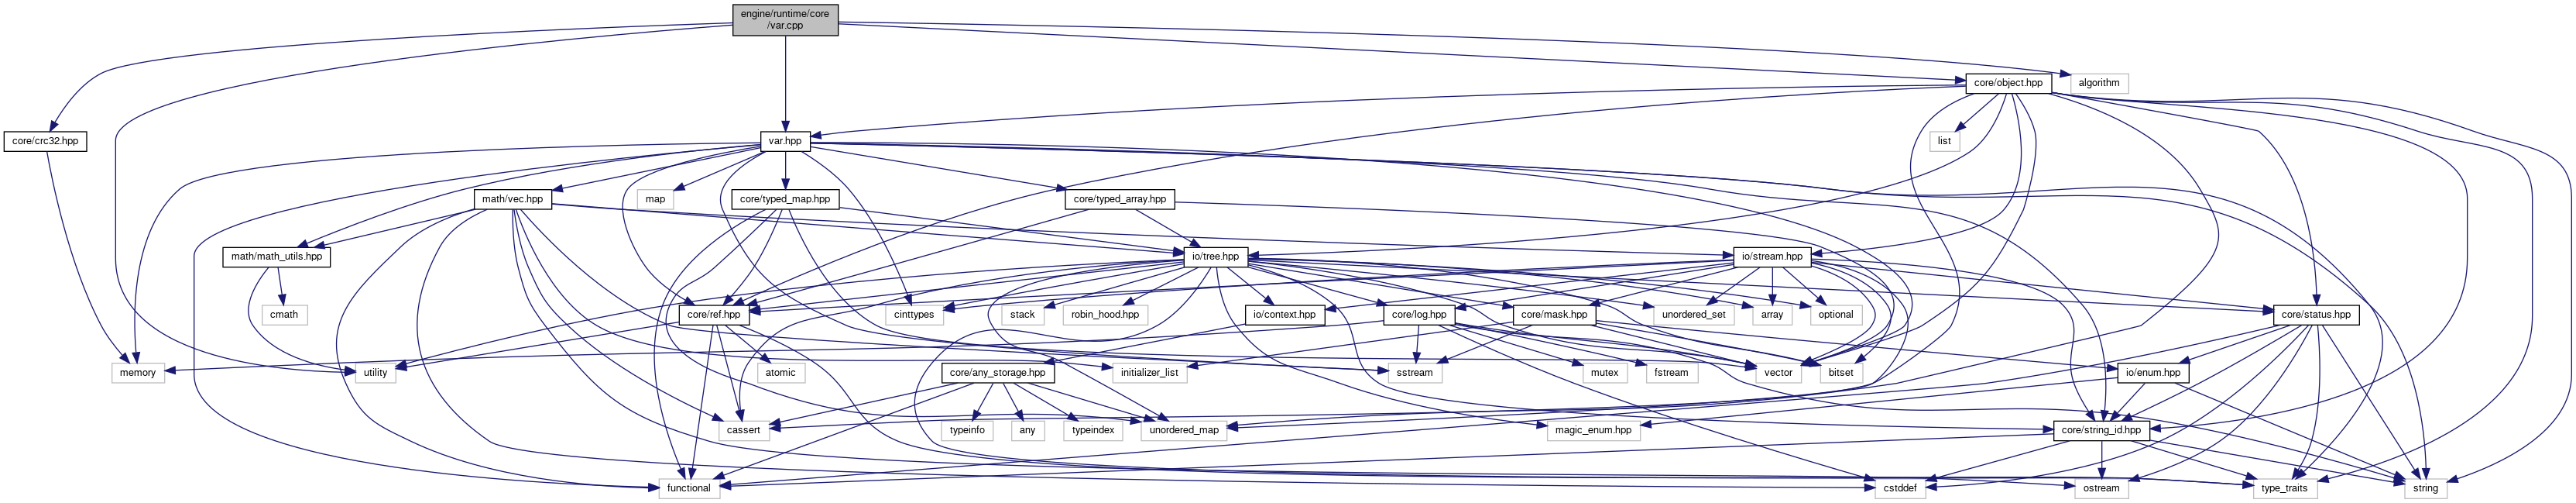 engine/runtime/core
/var.cpp
core/object.hpp
algorithm
core/crc32.hpp
var.hpp
list
math/vec.hpp
map
core/typed_map.hpp
core/typed_array.hpp
math/math_utils.hpp
io/tree.hpp
io/stream.hpp
cmath
core/ref.hpp
cinttypes
stack
robin_hood.hpp
io/context.hpp
core/log.hpp
core/mask.hpp
unordered_set
array
optional
core/status.hpp
memory
utility
atomic
core/any_storage.hpp
initializer_list
sstream
mutex
fstream
vector
bitset
io/enum.hpp
cassert
typeinfo
any
typeindex
unordered_map
magic_enum.hpp
core/string_id.hpp
functional
cstddef
ostream
type_traits
string